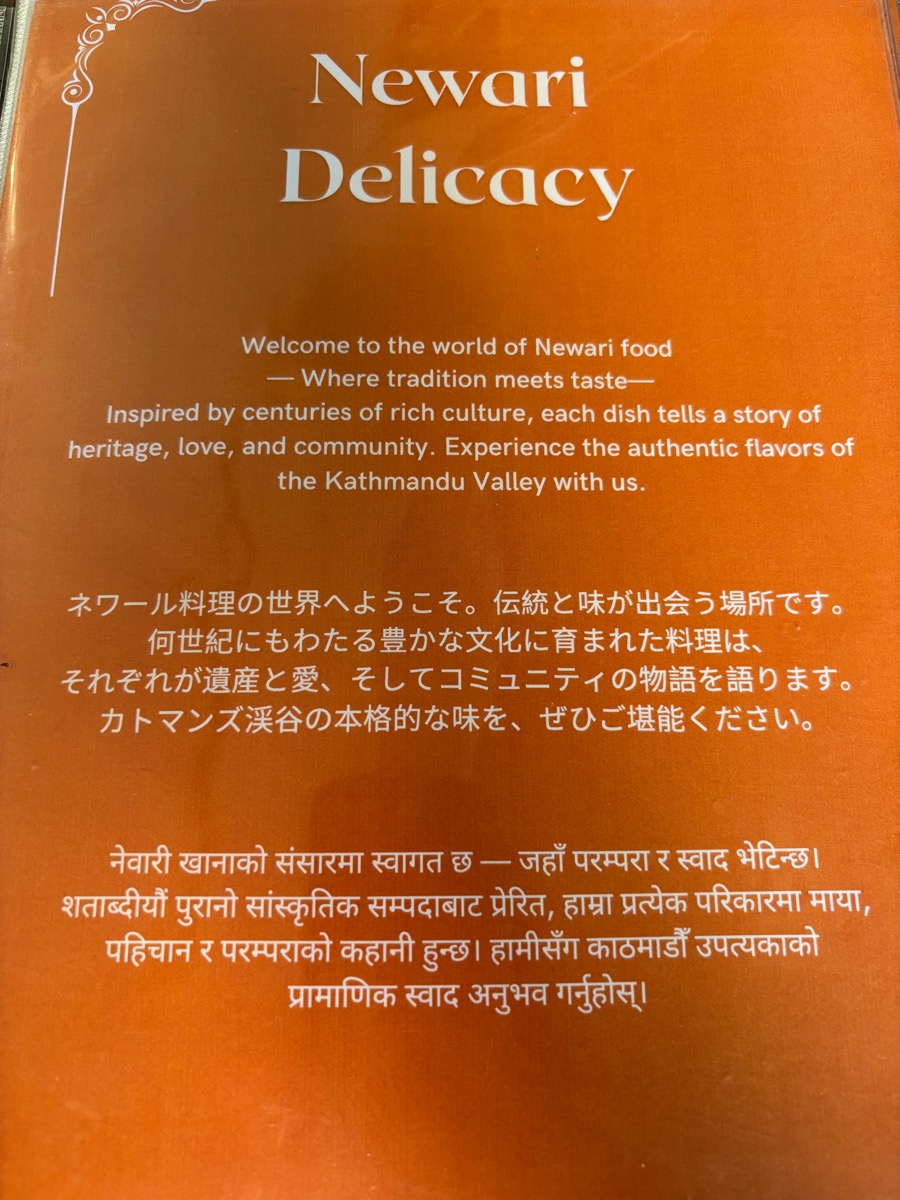 Newari
Delicacy
Welcome to the world of Newari food
— Where tradition meets taste—
Inspired by centuries of rich culture, each dish tells a story of
heritage, love, and community. Experience the authentic flavors of
the Kathmandu Valley with us.
ネワール料理の世界へようこそ。伝統と味が出会う場所です。
何世紀にもわたる豊かな文化に育まれた料理は、
それぞれが遺産と愛、そしてコミュニティの物語を語ります。
カトマンズ渓谷の本格的な味を、ぜひご堪能ください。
नेवारी खानाको संसारमा स्वागत छ — जहाँ परम्परा र स्वाद भेटिन्छ।
शताब्दीयौं पुरानो सांस्कृतिक सम्पदाबाट प्रेरित, हाम्रा प्रत्येक परिकारमा माया,
पहिचान र परम्पराको कहानी हुन्छ। हामीसँग काठमाडौँ उपत्यकाको
प्रामाणिक स्वाद अनुभव गर्नुहोस्।